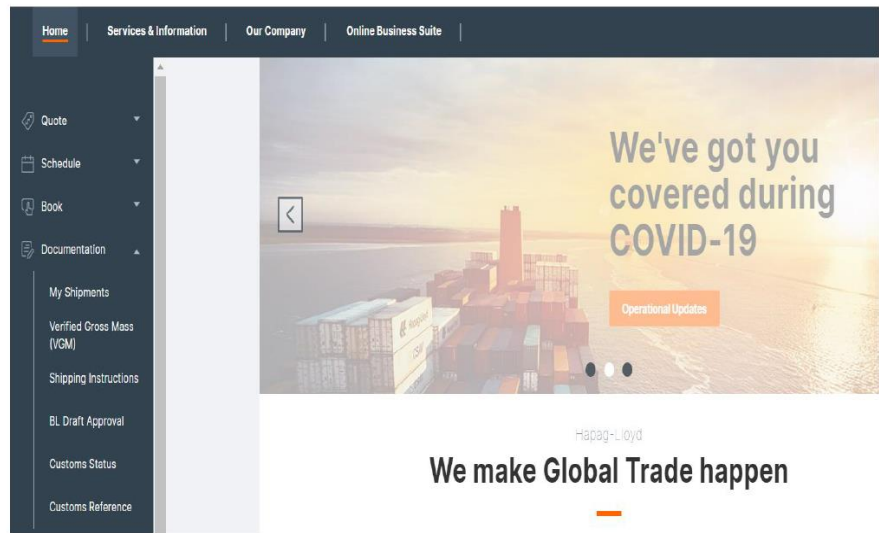 Home
Services & Information
Our Company
Online Business Suite
Quote
Schedule
Book
Documentation
My Shipments
Verified Gross Mass
(VGM)
Shipping Instructions
BL Draft Approval
Customs Status
Customs Reference
We've got you
covered during
COVID-19
Operational Updates
Hapag-Lloyd
We make Global Trade happen